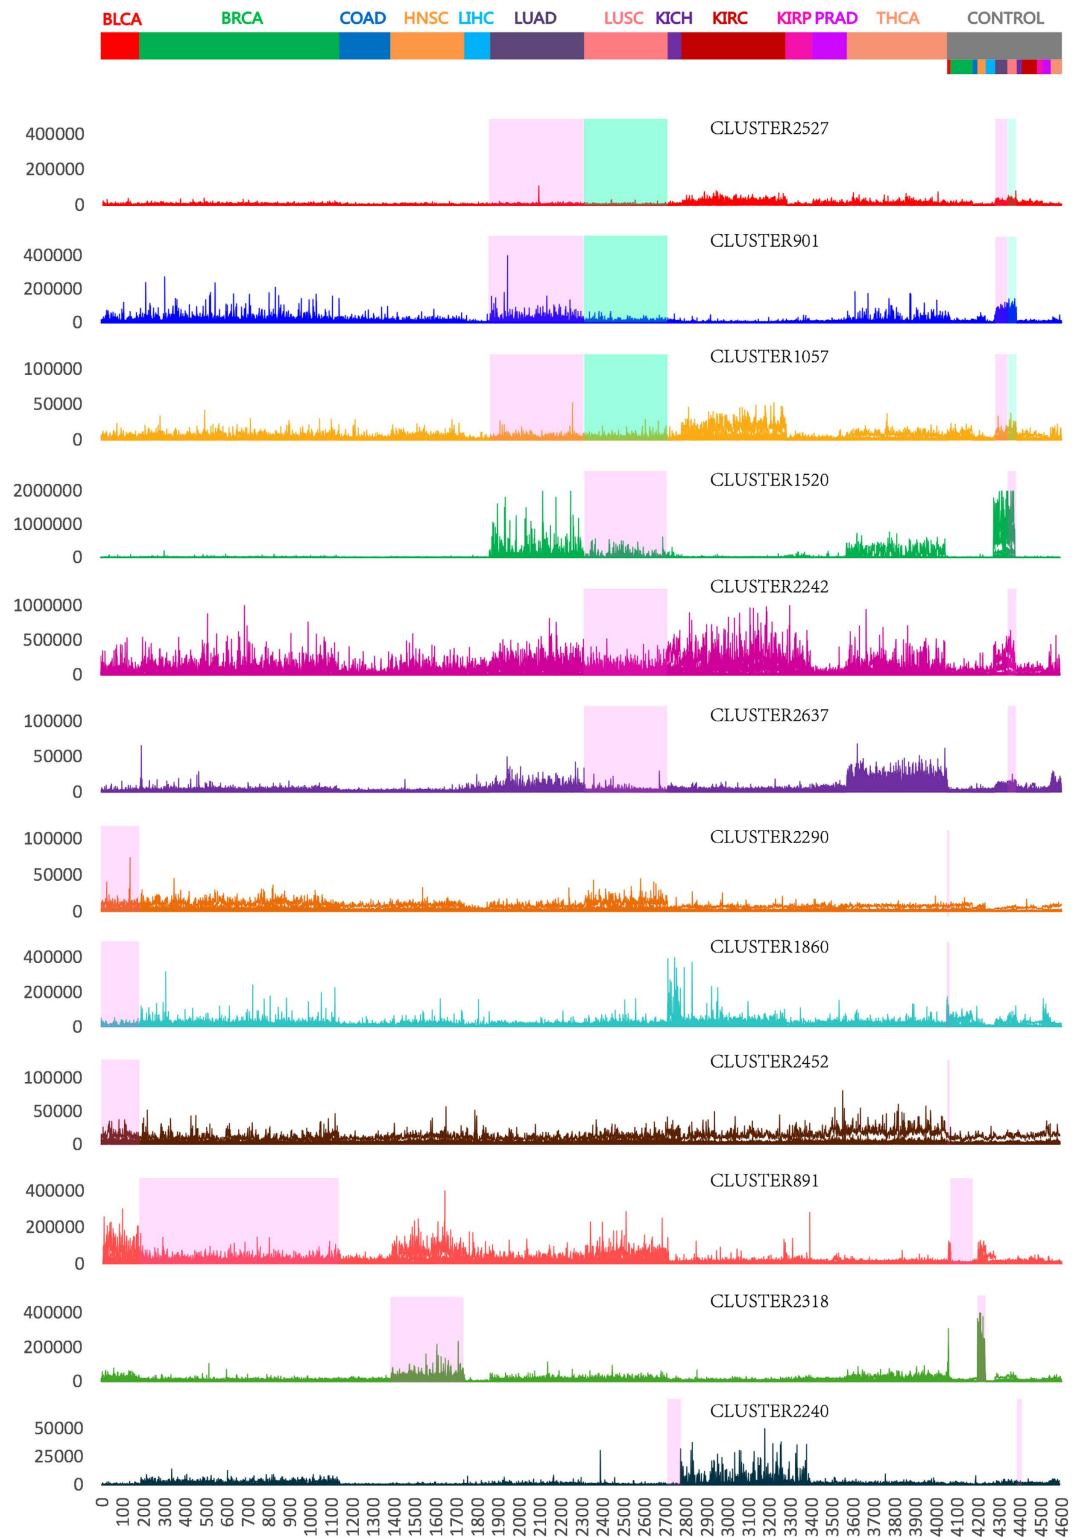 BLCA BRCA COAD HNSC LIHC LUAD LUSC KICH KIRC KIRP PRAD THCA CONTROL
CLUSTER2527
400000
200000
0
CLUSTER901
400000
200000
0
CLUSTER1057
100000
50000
0
CLUSTER1520
2000000
1000000
0
CLUSTER2242
1000000
500000
0
CLUSTER2637
100000
50000
0
CLUSTER2290
100000
50000
0
CLUSTER1860
400000
200000
0
CLUSTER2452
100000
50000
0
CLUSTER891
400000
200000
0
CLUSTER2318
400000
200000
0
CLUSTER2240
50000
25000
0
0 100 200 300 400 500 600 700 800 900 1000 1100 1200 1300 1400 1500 1600 1700 1800 1900 2000 2100 2200 2300 2400 2500 2600 2700 2800 2900 3000 3100 3200 3300 3400 3500 3600 3700 3800 3900 4000 4100 4200 4300 4400 4500 4600